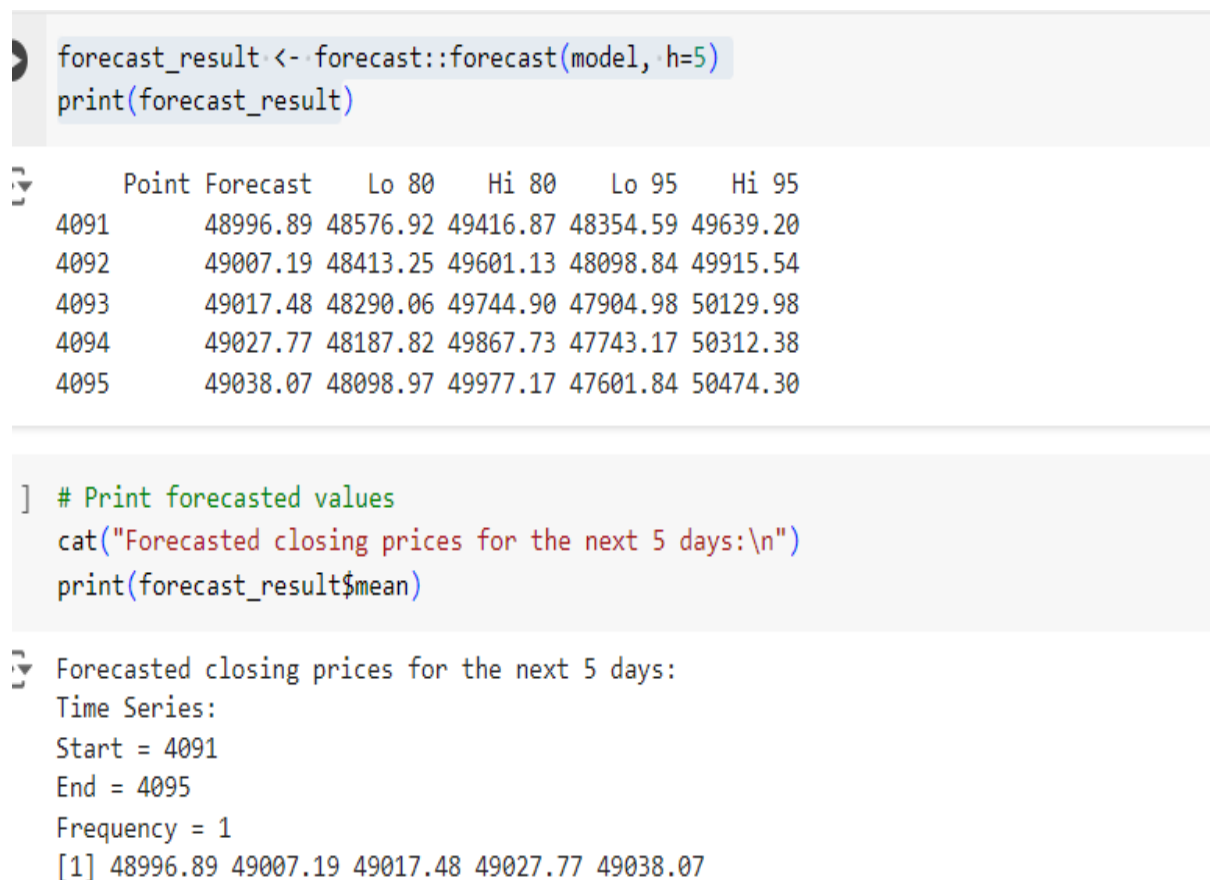 forecast_result <- forecast::forecast(model, h=5)
print(forecast_result)
Point Forecast Lo 80 Hi 80 Lo 95 Hi 95
4091 48996.89 48576.92 49416.87 48354.59 49639.20
4092 49007.19 48413.25 49601.13 48098.84 49915.54
4093 49017.48 48290.06 49744.90 47904.98 50129.98
4094 49027.77 48187.82 49867.73 47743.17 50312.38
4095 49038.07 48098.97 49977.17 47601.84 50474.30
] # Print forecasted values
cat("Forecasted closing prices for the next 5 days:\n")
print(forecast_result$mean)
Forecasted closing prices for the next 5 days:
Time Series:
Start = 4091
End = 4095
Frequency = 1
[1] 48996.89 49007.19 49017.48 49027.77 49038.07